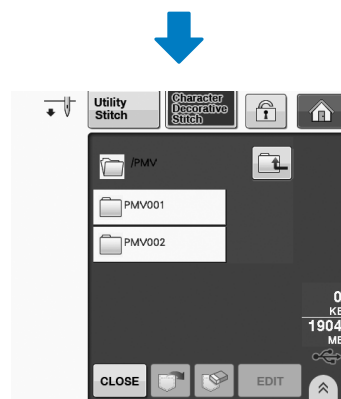 Utility
Stitch
Character
Decorative
Stitch
/PMV
PMV001
PMV002
0
KB
1904
MB
CLOSE
EDIT